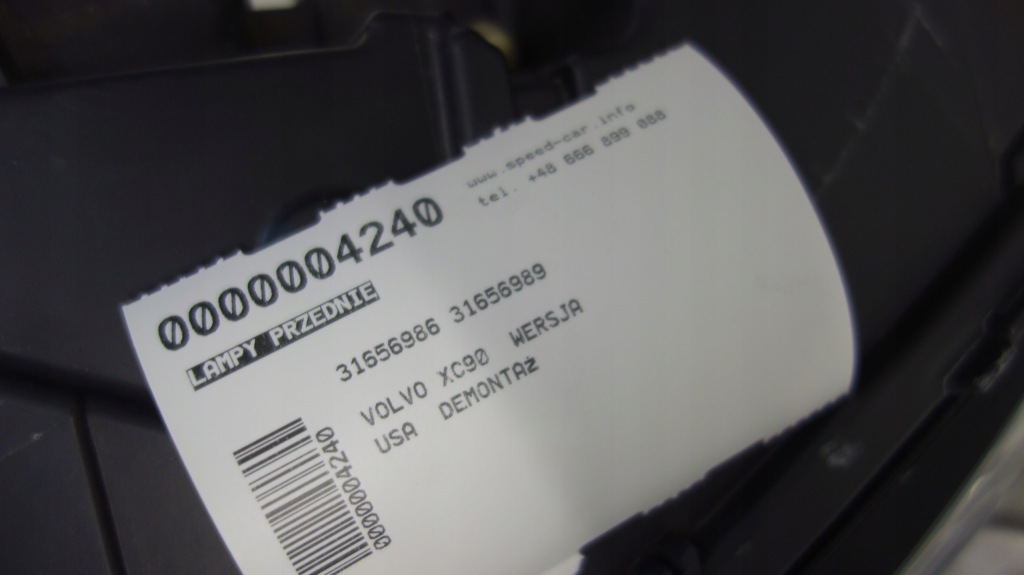 0000004240
www.speed-car.info
tel. +48 666 899 088
LAMPY PRZEDNIE
31656986 31656989
VOLVO XC90 WERSJA
USA DEMONTAż
0000004240